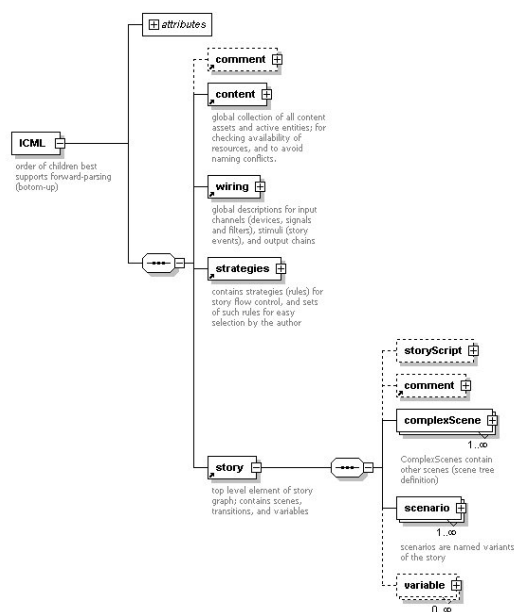 attributes
comment
content
global collection of all content
assets and active entities; for
checking availability of
resources, and to avoid
naming conflicts.
ICML
order of children best
supports forward-parsing
(botom-up)
wiring
global descriptions for input
channels (devices, signals
and filters), stimuli (story
events), and output chains
strategies
contains strategies (rules) for
story flow control, and sets
of such rules for easy
selection by the author
storyScript
comment
complexScene
1..∞
ComplexScenes contain
other scenes (scene tree
definition)
story
top level element of story
graph; contains scenes,
transitions, and variables
scenario
1..∞
scenarios are named variants
of the story
variable
0..∞